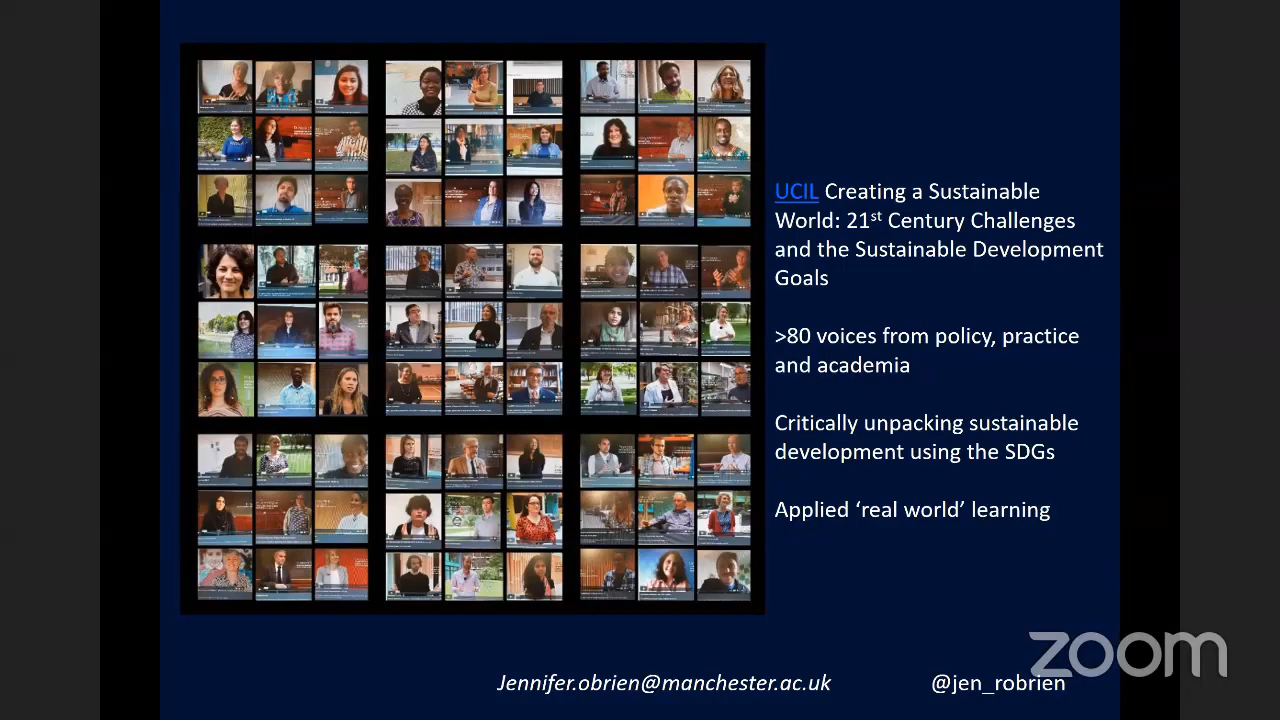 UCIL Creating a Sustainable
World: 21st Century Challenges
and the Sustainable Development
Goals
>80 voices from policy, practice
and academia
Critically unpacking sustainable
development using the SDGs
Applied ‘real world’ learning
zoom
Jennifer.obrien@manchester.ac.uk
@jen_robrien